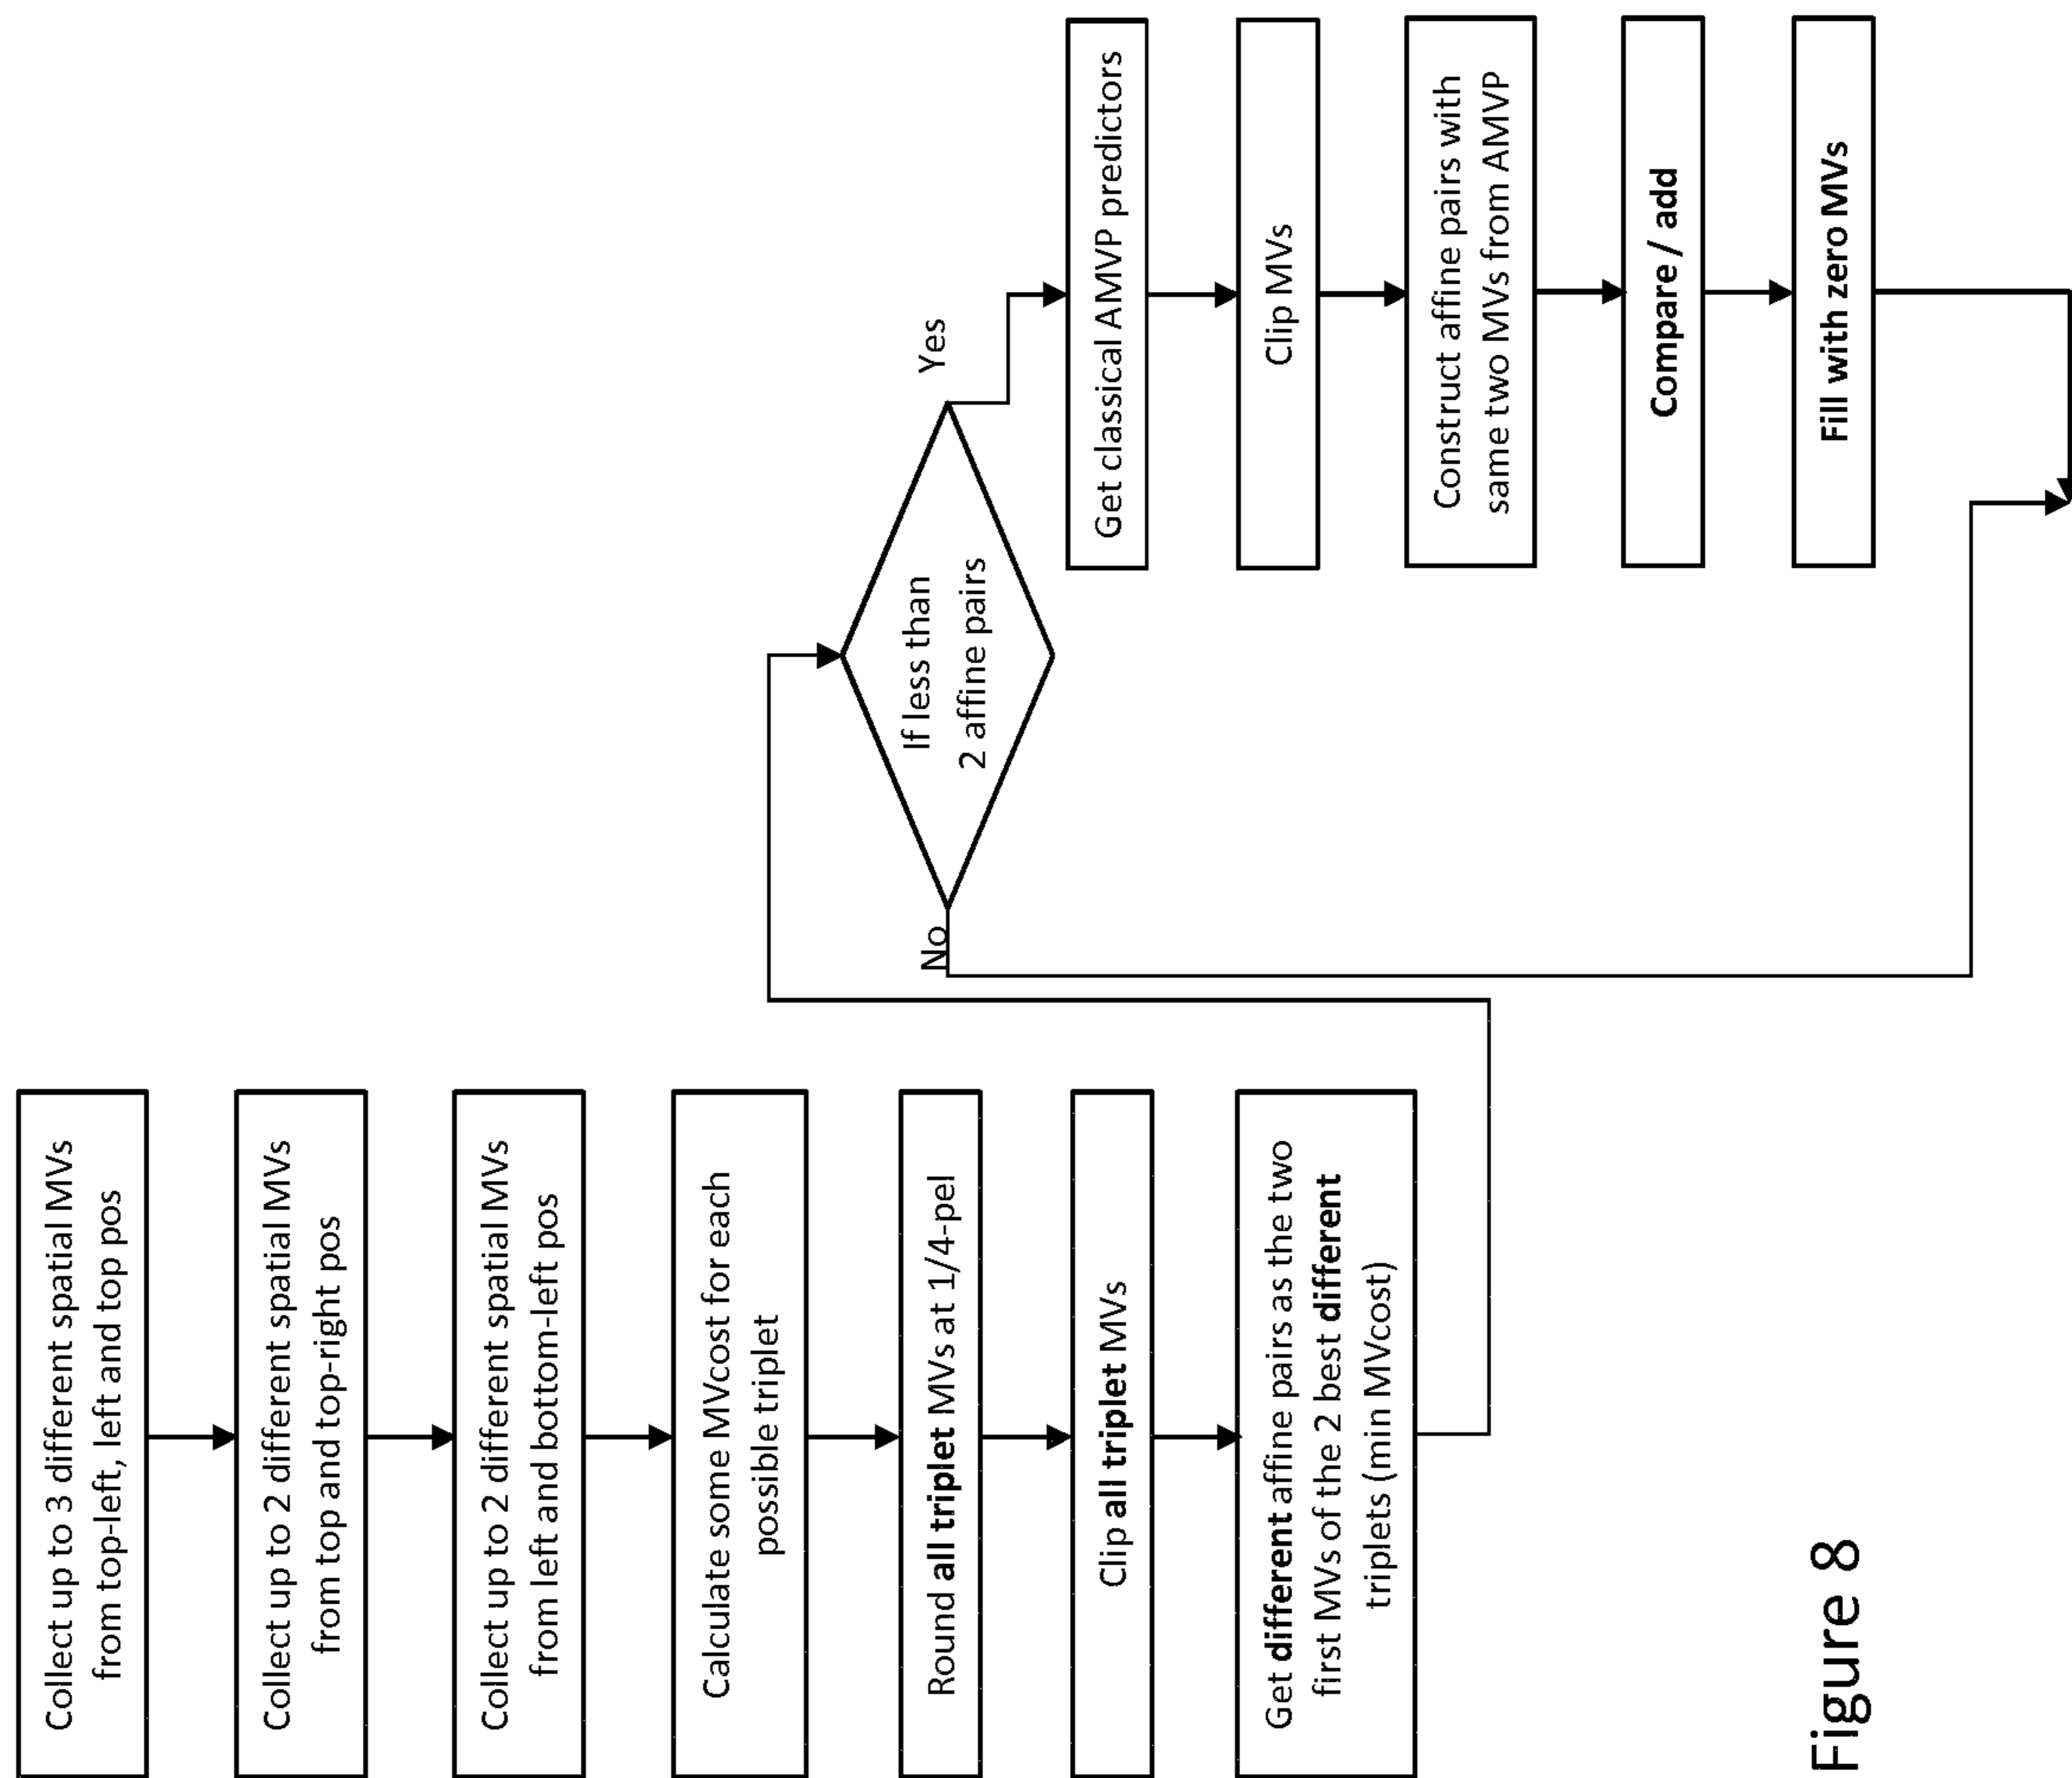 Collect up to 3 different spatial MVs
from top-left, left and top pos
Collect up to 2 different spatial MVs
from top and top-right pos
Collect up to 2 different spatial MVs
from left and bottom-left pos
Calculate some MVcost for each
possible triplet
Round all triplet MVs at 1/4-pel
Clip all triplet MVs
Get different affine pairs as the two
first MVs of the 2 best different
triplets (min MVcost)
If less than
2 affine pairs
No
Yes
Get classical AMVP predictors
Clip MVs
Construct affine pairs with
same two MVs from AMVP
Compare / add
Fill with zero MVs
Figure 8